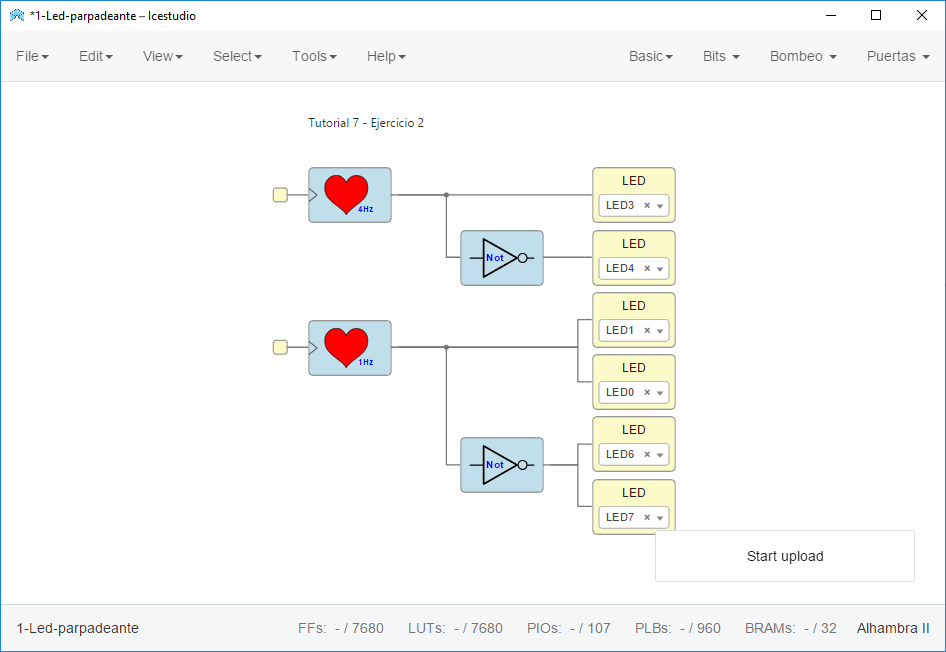 *1-Led-parpadeante – Icestudio
File Edit View Select Tools Help Basic Bits Bombeo Puertas
Tutorial 7 - Ejercicio 2
4Hz
LED
LED3 ×
Not
LED
LED4 ×
1Hz
LED
LED1 ×
LED
LED0 ×
Not
LED
LED6 ×
LED
LED7 ×
Start upload
1-Led-parpadeante FFs: - / 7680 LUTs: - / 7680 PIOs: - / 107 PLBs: - / 960 BRAMs: - / 32 Alhambra II